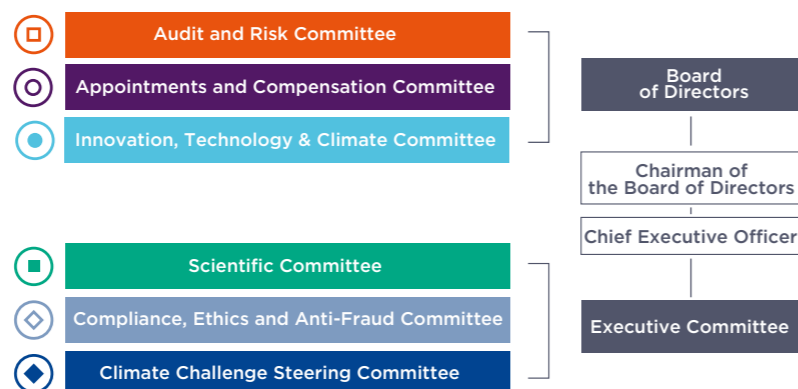 Audit and Risk Committee
Appointments and Compensation Committee
Innovation, Technology & Climate Committee
Board
of Directors
Chairman of
the Board of Directors
Chief Executive Officer
Scientific Committee
Compliance, Ethics and Anti-Fraud Committee
Climate Challenge Steering Committee
Executive Committee